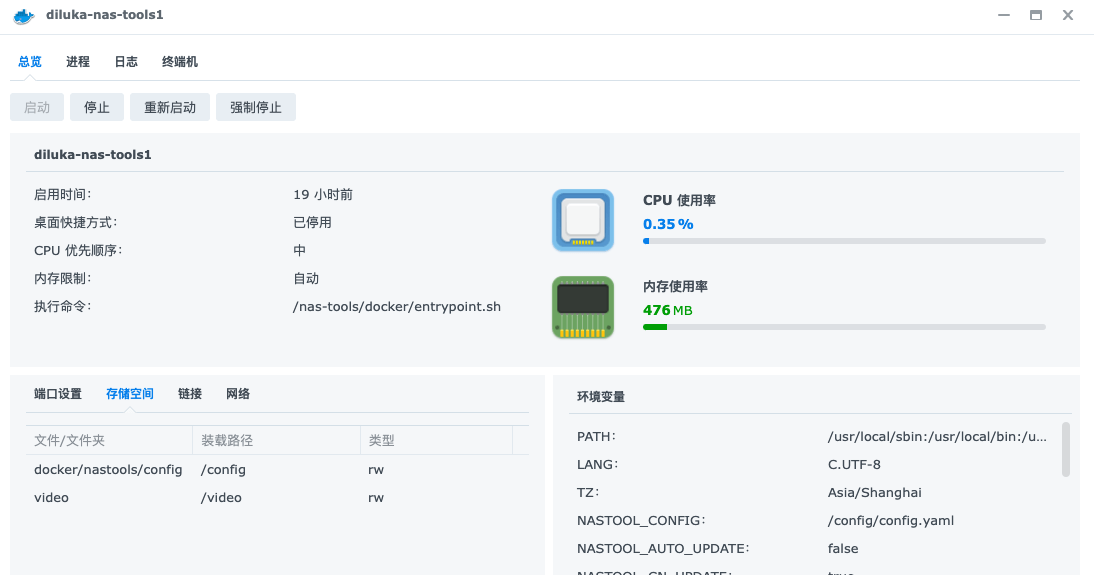 diluka-nas-tools1
总览 进程 日志 终端机
启动 停止 重新启动 强制停止
diluka-nas-tools1
启用时间: 19 小时前
桌面快捷方式: 已停用
CPU 优先顺序: 中
内存限制: 自动
执行命令: /nas-tools/docker/entrypoint.sh
CPU 使用率
0.35 %
内存使用率
476 MB
端口设置 存储空间 链接 网络
文件/文件夹 装载路径 类型
docker/nastools/config /config rw
video /video rw
环境变量
PATH: /usr/local/sbin:/usr/local/bin:/u...
LANG: C.UTF-8
TZ: Asia/Shanghai
NASTOOL_CONFIG: /config/config.yaml
NASTOOL_AUTO_UPDATE: false
NASTOOL_CN_UPDATE: true